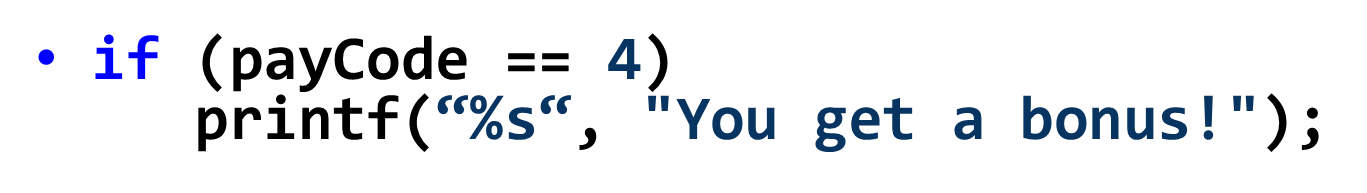 • if (payCode == 4)
printf(“%s“, "You get a bonus!");